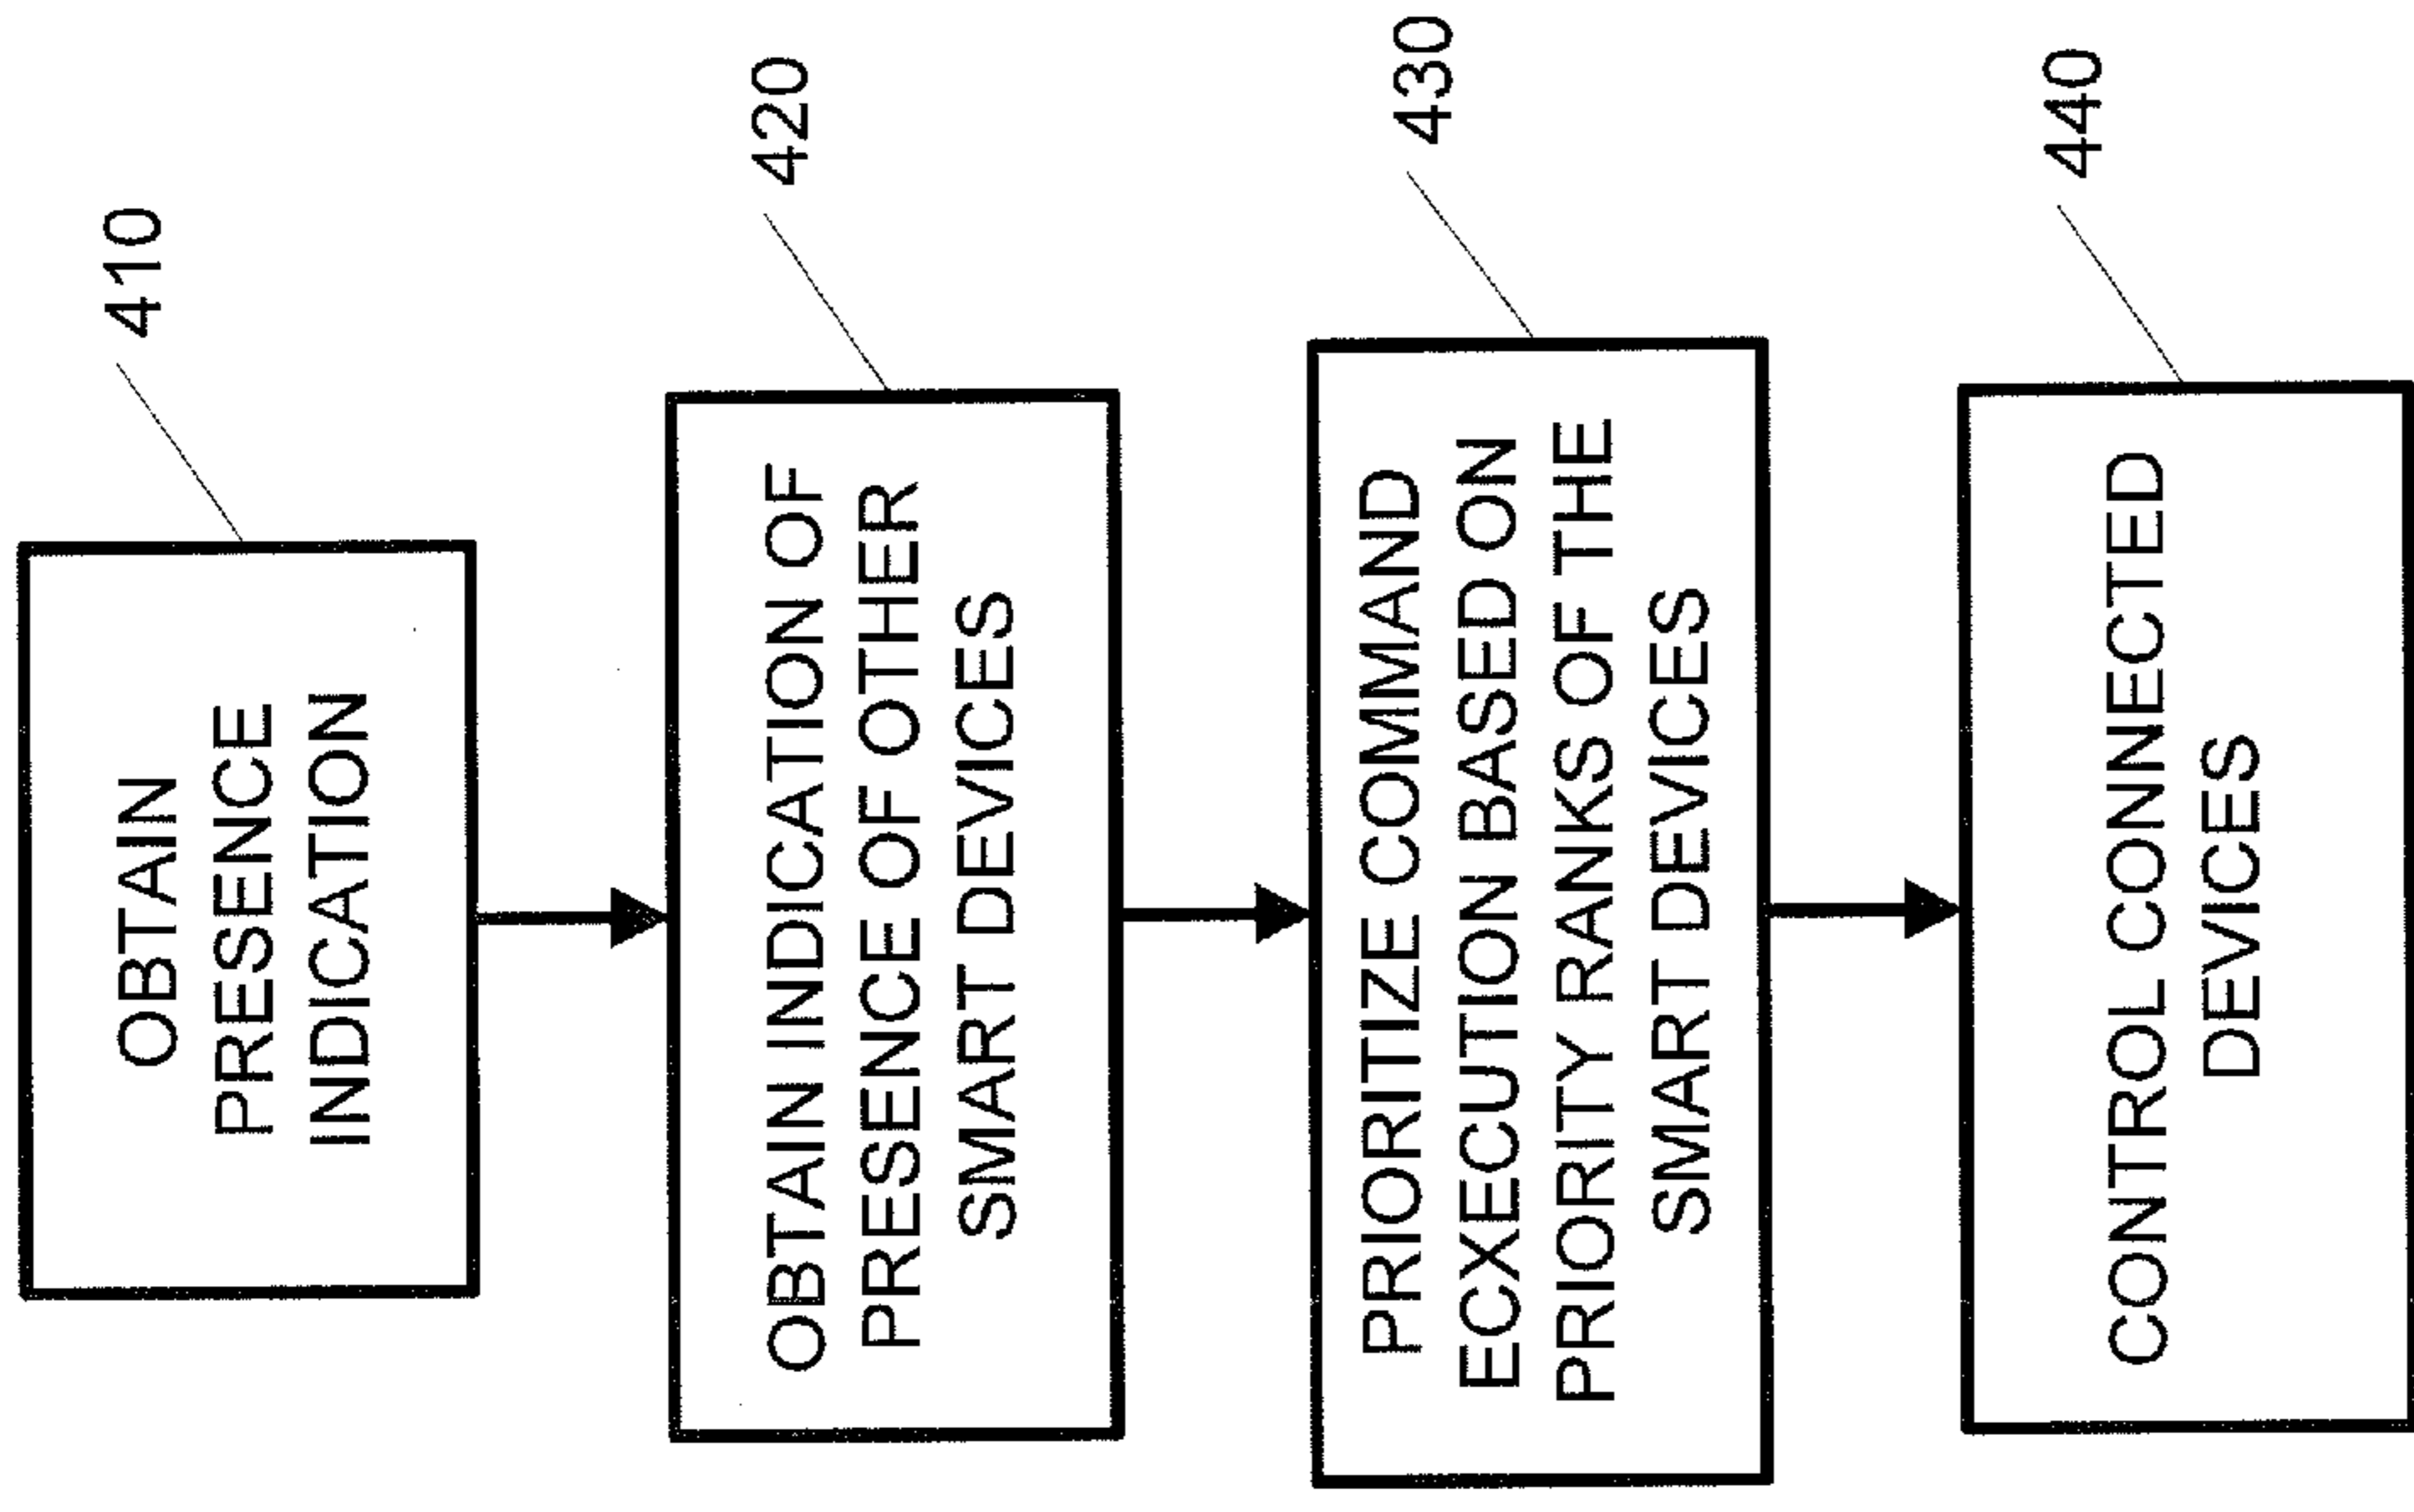 410
OBTAIN
PRESENCE
INDICATION
420
OBTAIN INDICATION OF
PRESENCE OF OTHER
SMART DEVICES
430
PRIORITIZE COMMAND
ECXECUTION BASED ON
PRIORITY RANKS OF THE
SMART DEVICES
440
CONTROL CONNECTED
DEVICES